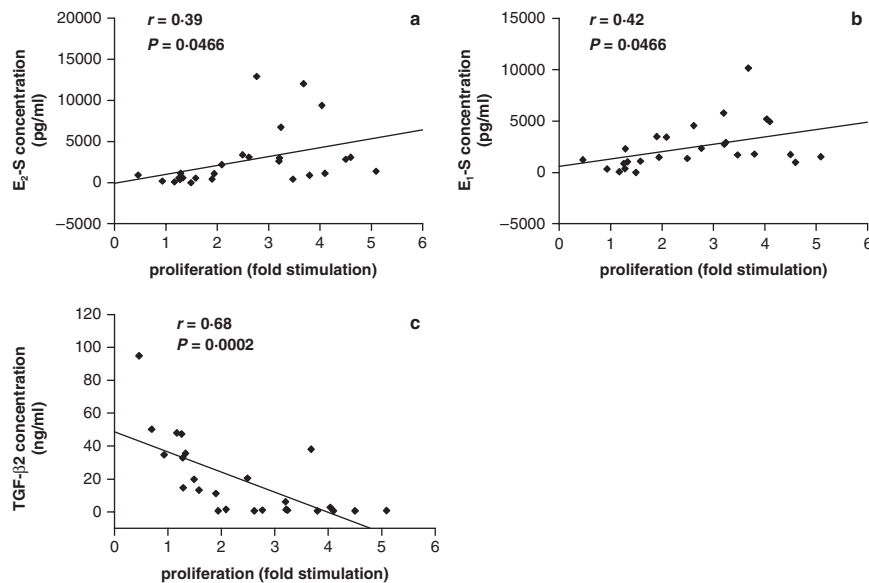 r = 0·39
P = 0.0466
a
20000
15000
10000
5000
0
−5000
E2-S concentration
(pg/ml)
0 1 2 3 4 5 6
proliferation (fold stimulation)
r = 0·42
P = 0.0466
b
15000
10000
5000
0
−5000
E1-S concentration
(pg/ml)
0 1 2 3 4 5 6
proliferation (fold stimulation)
r = 0·68
P = 0·0002
c
120
100
80
60
40
20
0
TGF-β2 concentration
(ng/ml)
0 1 2 3 4 5 6
proliferation (fold stimulation)